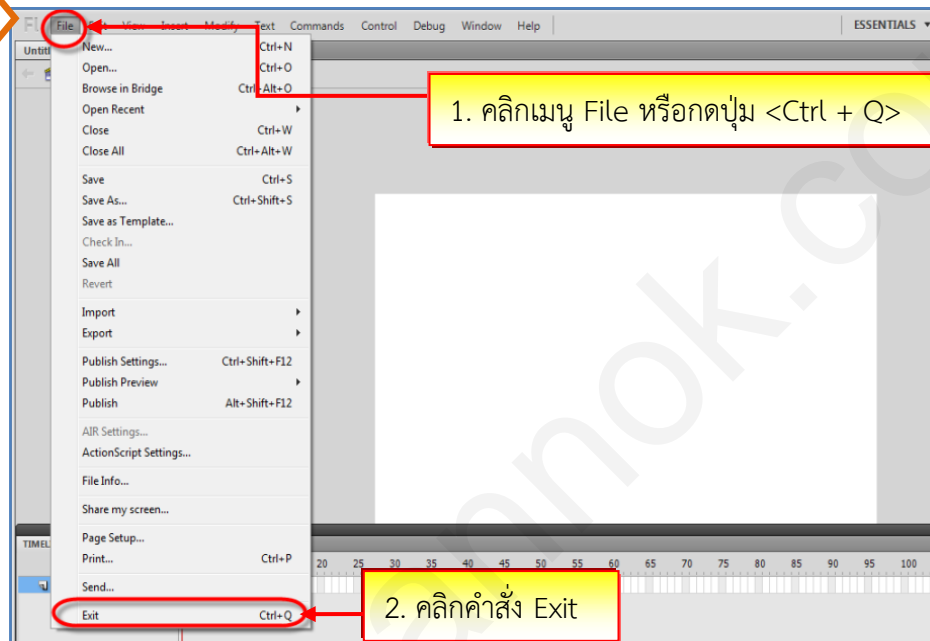 FL File Edit View Insert Modify Text Commands Control Debug Window Help ESSENTIALS
Untitl
New... Ctrl+N
Open... Ctrl+O
Browse in Bridge Ctrl+Alt+O
Open Recent
Close Ctrl+W
Close All Ctrl+Alt+W
1. คลิกเมนู File หรือกดปุ่ม <Ctrl + Q>
Save Ctrl+S
Save As... Ctrl+Shift+S
Save as Template...
Check In...
Save All
Revert
Import
Export
Publish Settings... Ctrl+Shift+F12
Publish Preview
Publish Alt+Shift+F12
AIR Settings...
ActionScript Settings...
File Info...
Share my screen...
Page Setup...
TIMEL
Print... Ctrl+P
20 25 30 35 40 45 50 55 60 65 70 75 80 85 90 95 100
Send...
Exit Ctrl+Q
2. คลิกคำสั่ง Exit